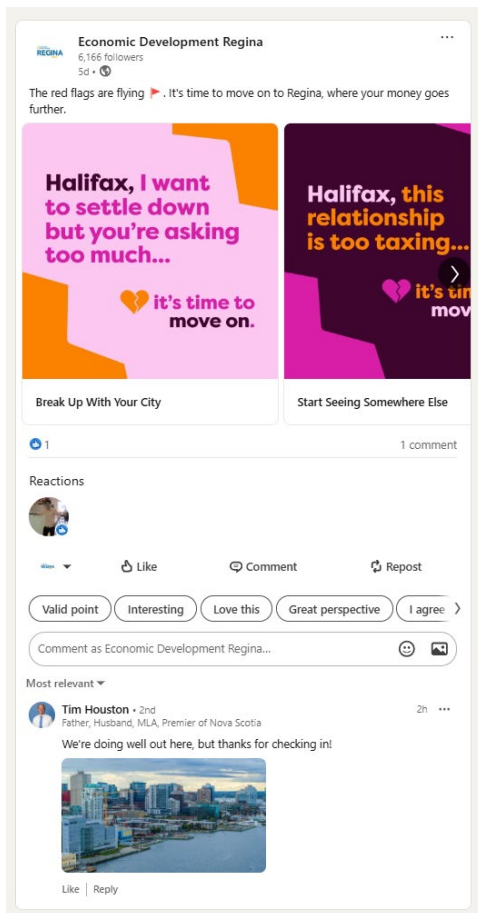 REGINA
Economic Development Regina
6,166 followers
5d •
The red flags are flying 🚩. It's time to move on to Regina, where your money goes
further.
Halifax, I want
to settle down
but you're asking
too much...
it's time to
move on.
Break Up With Your City
Halifax, this
relationship
is too taxing...
it's tim
mov
Start Seeing Somewhere Else
1
1 comment
Reactions
Like
Comment
Repost
Valid point
Interesting
Love this
Great perspective
I agree
Comment as Economic Development Regina...
Most relevant
Tim Houston • 2nd
2h
Father, Husband, MLA, Premier of Nova Scotia
We're doing well out here, but thanks for checking in!
Like | Reply